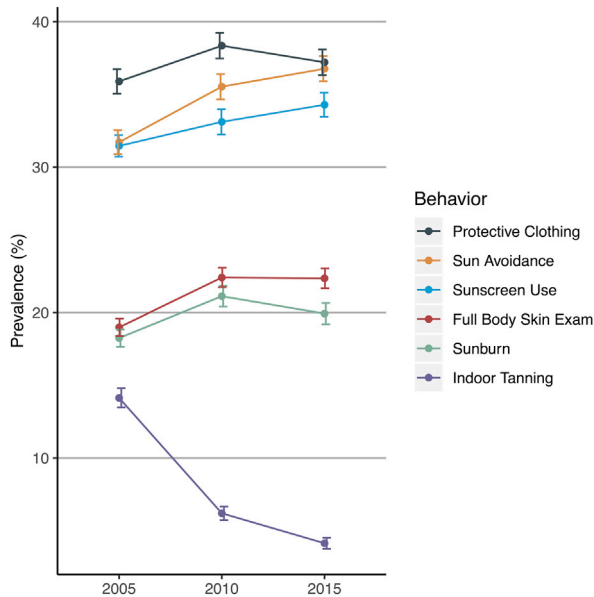 40
30
20
10
Prevalence (%)
2005 2010 2015
Behavior
Protective Clothing
Sun Avoidance
Sunscreen Use
Full Body Skin Exam
Sunburn
Indoor Tanning